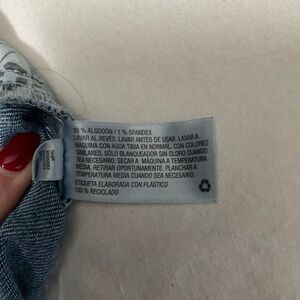 99 % ALGODÓN / 1 % SPANDEX
LAVAR AL REVÉS. LAVAR ANTES DE USAR. LAVAR A
MÁQUINA CON AGUA TIBIA EN NORMAL, CON COLORES
SIMILARES. SÓLO BLANQUEADOR SIN CLORO CUANDO
SEA NECESARIO. SECAR A MÁQUINA A TEMPERATURA
MEDIA; RETIRAR OPORTUNAMENTE. PLANCHAR A
TEMPERATURA MEDIA CUANDO SEA NECESARIO.
ETIQUETA ELABORADA CON PLÁSTICO
100 % RECICLADO